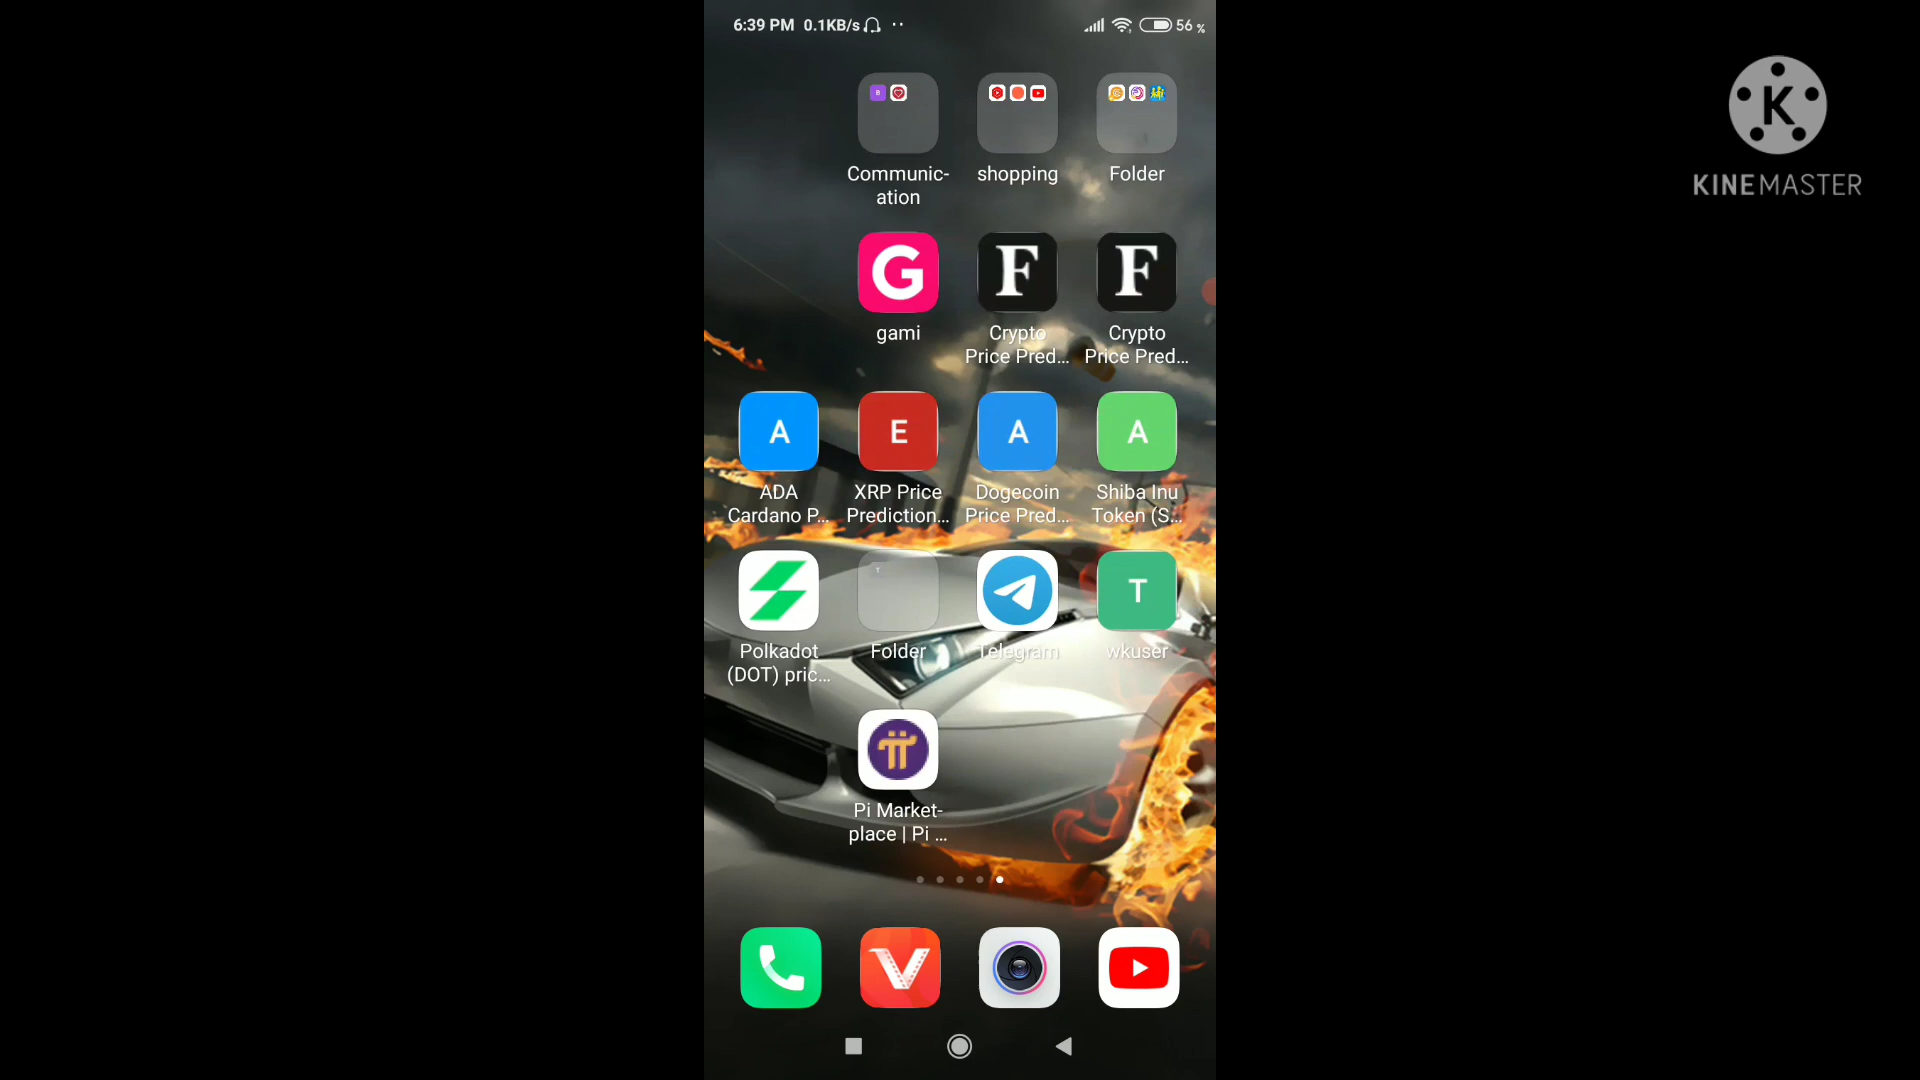 6:39 PM 0.1KB/s
56 %
K
KINEMASTER
Communic-
ation
shopping
Folder
G
F
F
gami
Crypto
Price Pred...
Crypto
Price Pred...
A
E
A
A
ADA
Cardano P...
XRP Price
Prediction...
Dogecoin
Price Pred...
Shiba Inu
Token (S...
T
Polkadot
(DOT) pric...
Folder
Telegram
wkuser
Pi Market-
place | Pi ...